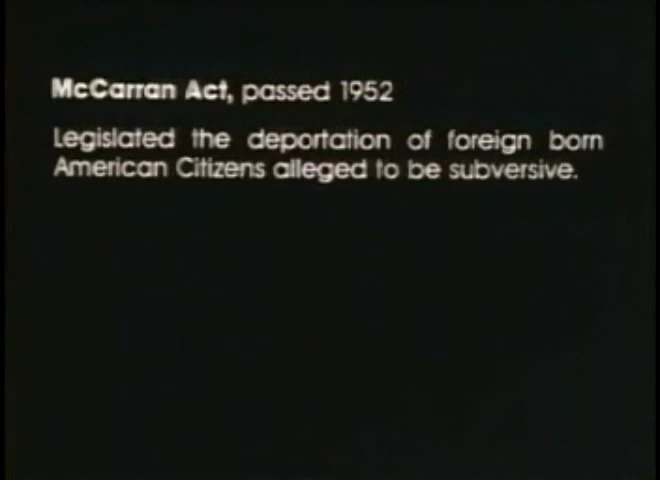 McCarran Act, passed 1952
Legislated the deportation of foreign born
American Citizens alleged to be subversive.